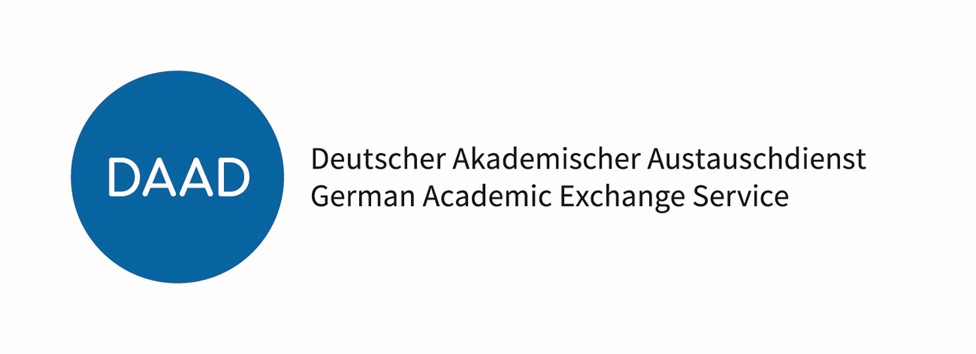 DAAD
Deutscher Akademischer Austauschdienst
German Academic Exchange Service